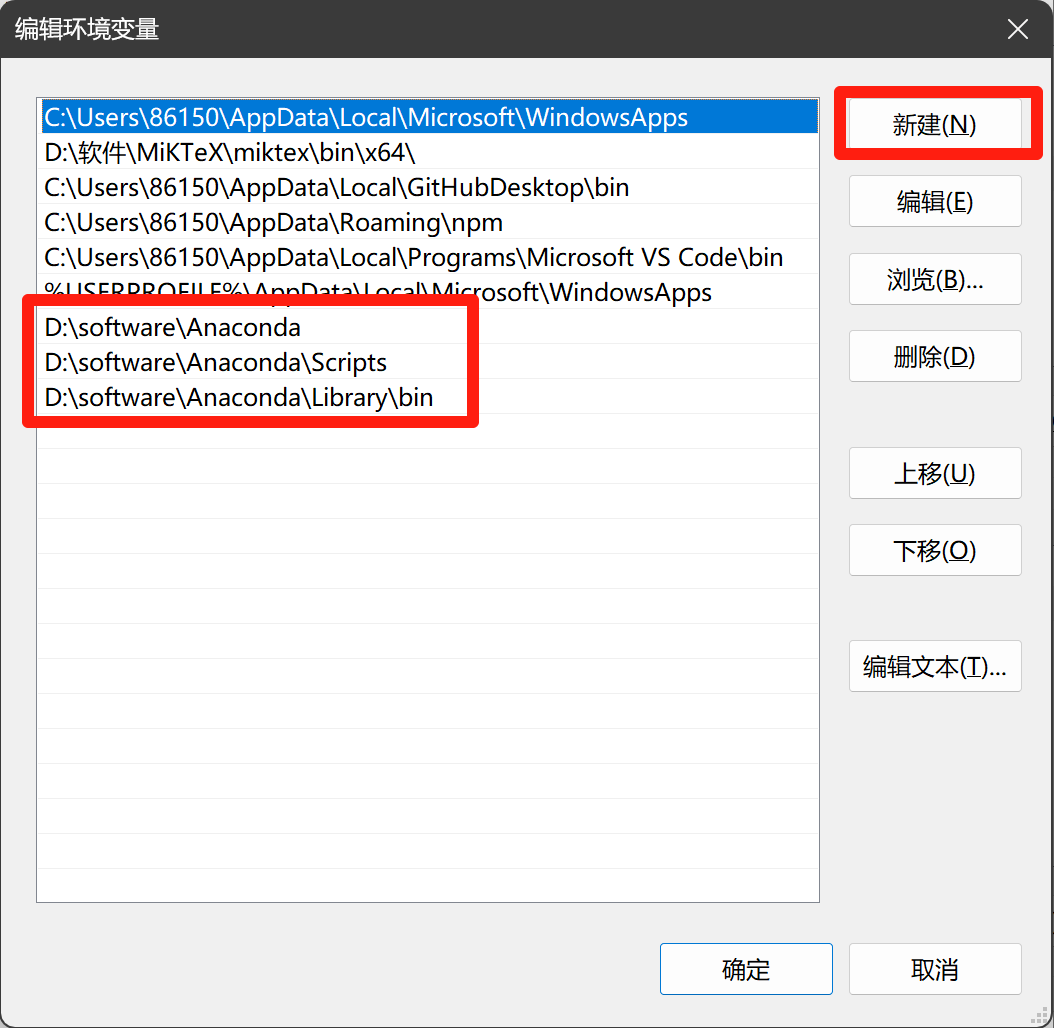 编辑环境变量
C:\Users\86150\AppData\Local\Microsoft\WindowsApps
D:\软件\MiKTeX\miktex\bin\x64\
C:\Users\86150\AppData\Local\GitHubDesktop\bin
C:\Users\86150\AppData\Roaming\npm
C:\Users\86150\AppData\Local\Programs\Microsoft VS Code\bin
%USERPROFILE%\AppData\Local\Microsoft\WindowsApps
D:\software\Anaconda
D:\software\Anaconda\Scripts
D:\software\Anaconda\Library\bin
新建(N)
编辑(E)
浏览(B)...
删除(D)
上移(U)
下移(O)
编辑文本(T)...
确定
取消